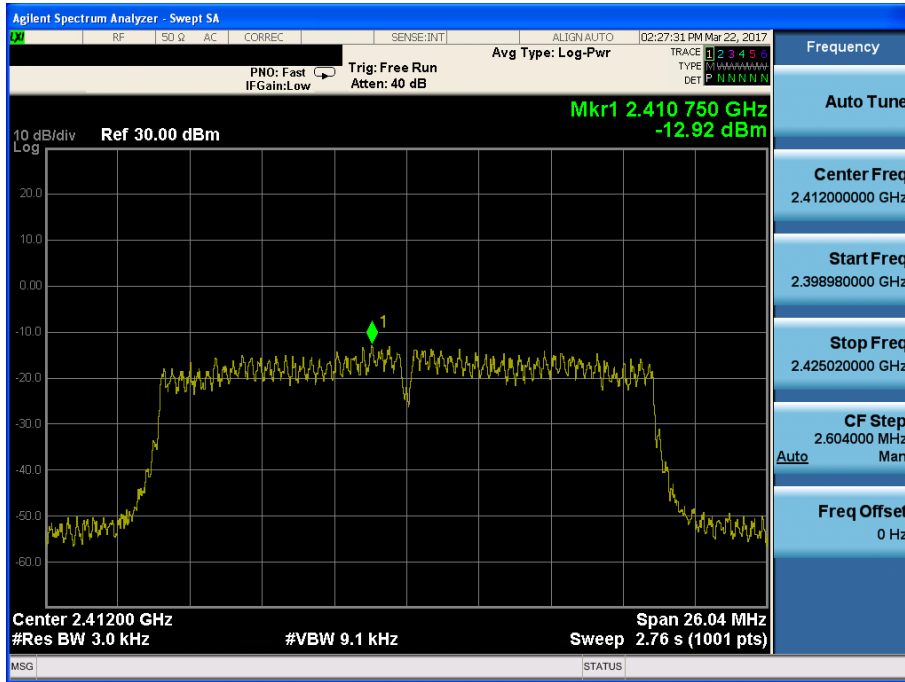 Agilent Spectrum Analyzer - Swept SA
LXI RF 50 Ω AC CORREC SENSE:INT ALIGN AUTO 02:27:31 PM Mar 22, 2017
PNO: Fast
IFGain:Low
Trig: Free Run
Atten: 40 dB
Avg Type: Log-Pwr
TRACE 1 2 3 4 5 6
TYPE M WWWWW
DET P N N N N N
Mkr1 2.410 750 GHz
-12.92 dBm
10 dB/div Ref 30.00 dBm
Log
20.0
10.0
0.00
-10.0
-20.0
-30.0
-40.0
-50.0
-60.0
1
Center 2.41200 GHz Span 26.04 MHz
#Res BW 3.0 kHz #VBW 9.1 kHz Sweep 2.76 s (1001 pts)
MSG STATUS
Frequency
Auto Tune
Center Freq
2.412000000 GHz
Start Freq
2.398980000 GHz
Stop Freq
2.425020000 GHz
CF Step
2.604000 MHz
Auto Man
Freq Offset
0 Hz